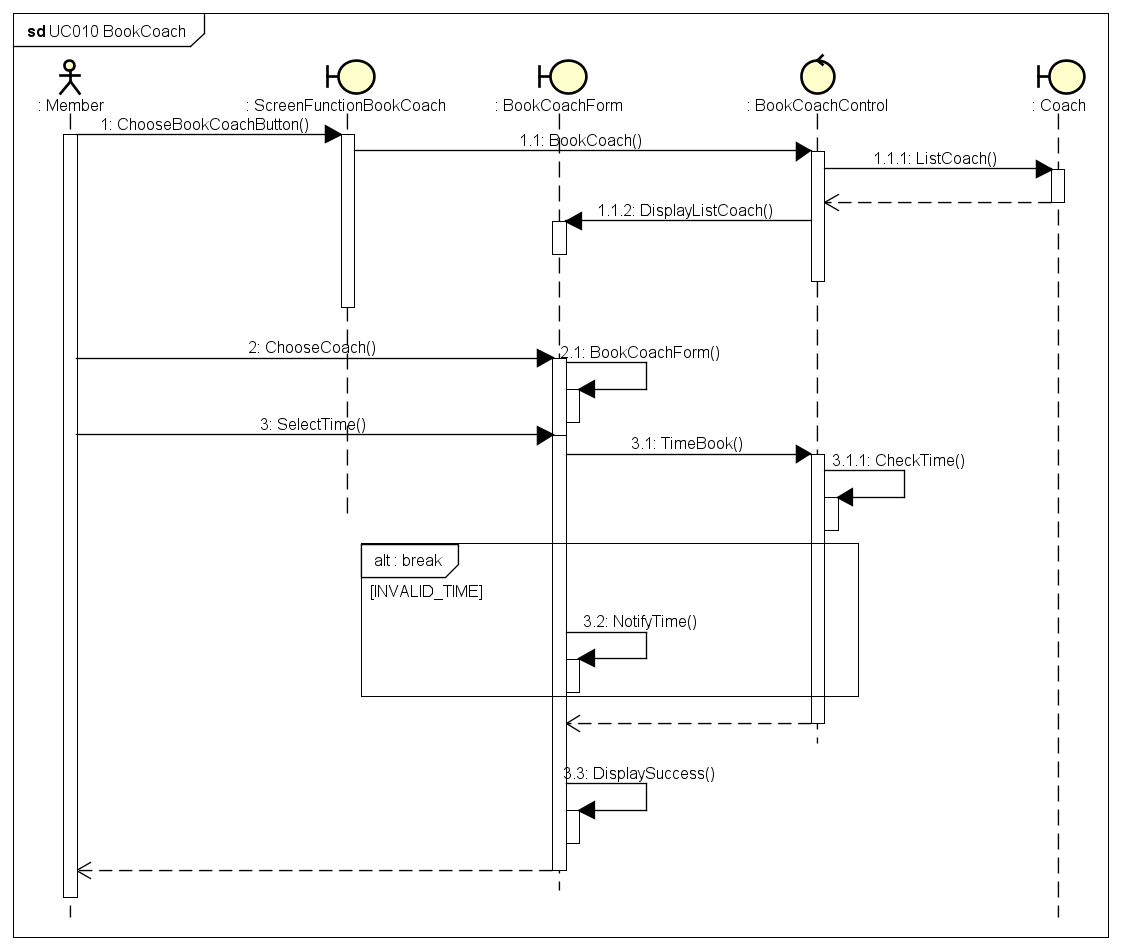 sd UC010 BookCoach
: Member
: ScreenFunctionBookCoach
: BookCoachForm
: BookCoachControl
: Coach
1: ChooseBookCoachButton()
1.1: BookCoach()
1.1.1: ListCoach()
1.1.2: DisplayListCoach()
2: ChooseCoach()
2.1: BookCoachForm()
3: SelectTime()
3.1: TimeBook()
3.1.1: CheckTime()
alt : break
[INVALID_TIME]
3.2: NotifyTime()
3.3: DisplaySuccess()